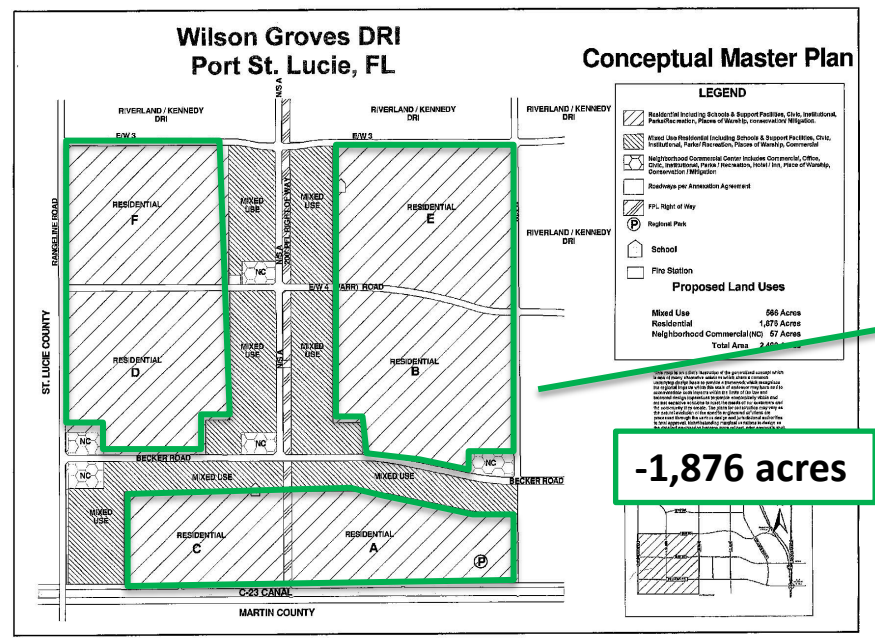 Wilson Groves DRI
Port St. Lucie, FL
Conceptual Master Plan
N/S A
RIVERLAND / KENNEDY
DRI
RIVERLAND / KENNEDY
DRI
RIVERLAND / KENNEDY
DRI
E/W 3
E/W 3
LEGEND
Residential Including Schools & Support Facilities, Civic, Institutional,
Parks/Recreation, Places of Worship, conservation/ Mitigation,
Mixed Use Residential Including Schools & Support Facilities, Civic,
Institutional, Parks/ Recreation, Places of Worship, Commercial
Neighborhood Commercial Center Includes Commercial, Office,
Civic, Institutional, Parks / Recreation, Hotel / Inn, Place of Worship,
Conservation / Mitigation
Roadways per Annexation Agreement
FPL Right of Way
P
Regional Park
School
Fire Station
Proposed Land Uses
Mixed Use 566 Acres
Residential 1,876 Acres
Neighborhood Commercial(NC) 57 Acres
Total Area
RANGELINE ROAD
ST. LUCIE COUNTY
RESIDENTIAL
F
MIXED
USE
MIXED
USE
200' FPL RIGHT OF WAY
N/S A
RESIDENTIAL
E
RIVERLAND / KENNEDY
DRI
NC
E/W 4 ROAD
RESIDENTIAL
D
MIXED
USE
N/S A
MIXED
USE
RESIDENTIAL
B
NC
NC
BECKER ROAD
NC
NC
MIXED USE
MIXED USE
BECKER ROAD
MIXED
USE
RESIDENTIAL
C
RESIDENTIAL
A
P
C-23 CANAL
MARTIN COUNTY
-1,876 acres